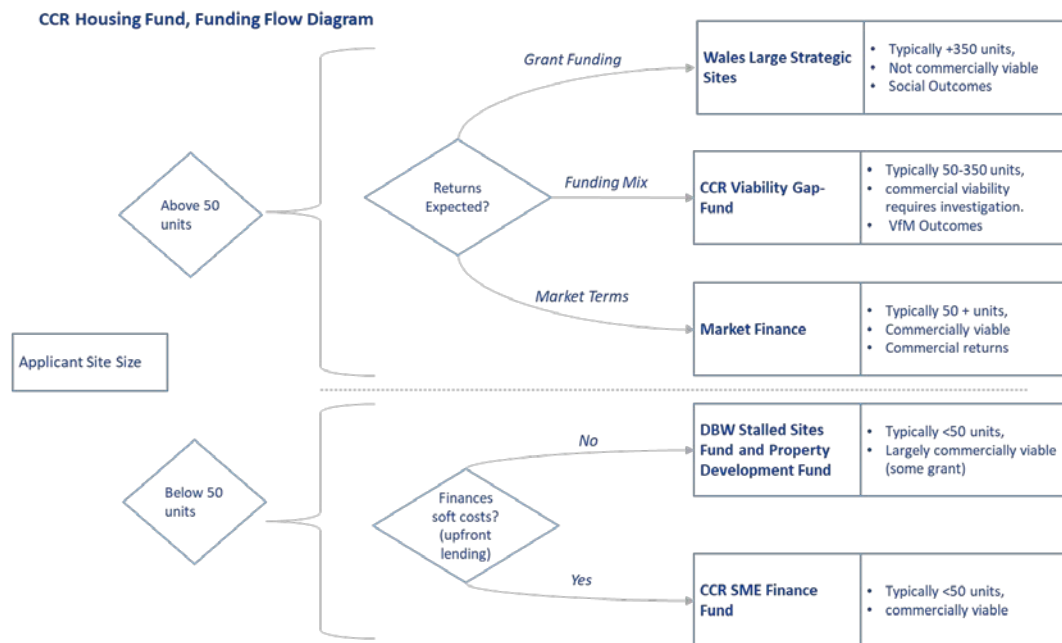 CCR Housing Fund, Funding Flow Diagram
Grant Funding
Wales Large Strategic
Sites
• Typically +350 units,
• Not commercially viable
• Social Outcomes
Above 50
units
Returns
Expected?
Funding Mix
CCR Viability Gap-
Fund
• Typically 50-350 units,
• commercial viability
requires investigation.
• VfM Outcomes
Market Terms
Market Finance
• Typically 50 + units,
• Commercially viable
• Commercial returns
Applicant Site Size
Below 50
units
Finances
soft costs?
(upfront
lending)
No
DBW Stalled Sites
Fund and Property
Development Fund
• Typically <50 units,
• Largely commercially viable
(some grant)
Yes
CCR SME Finance
Fund
• Typically <50 units,
• commercially viable